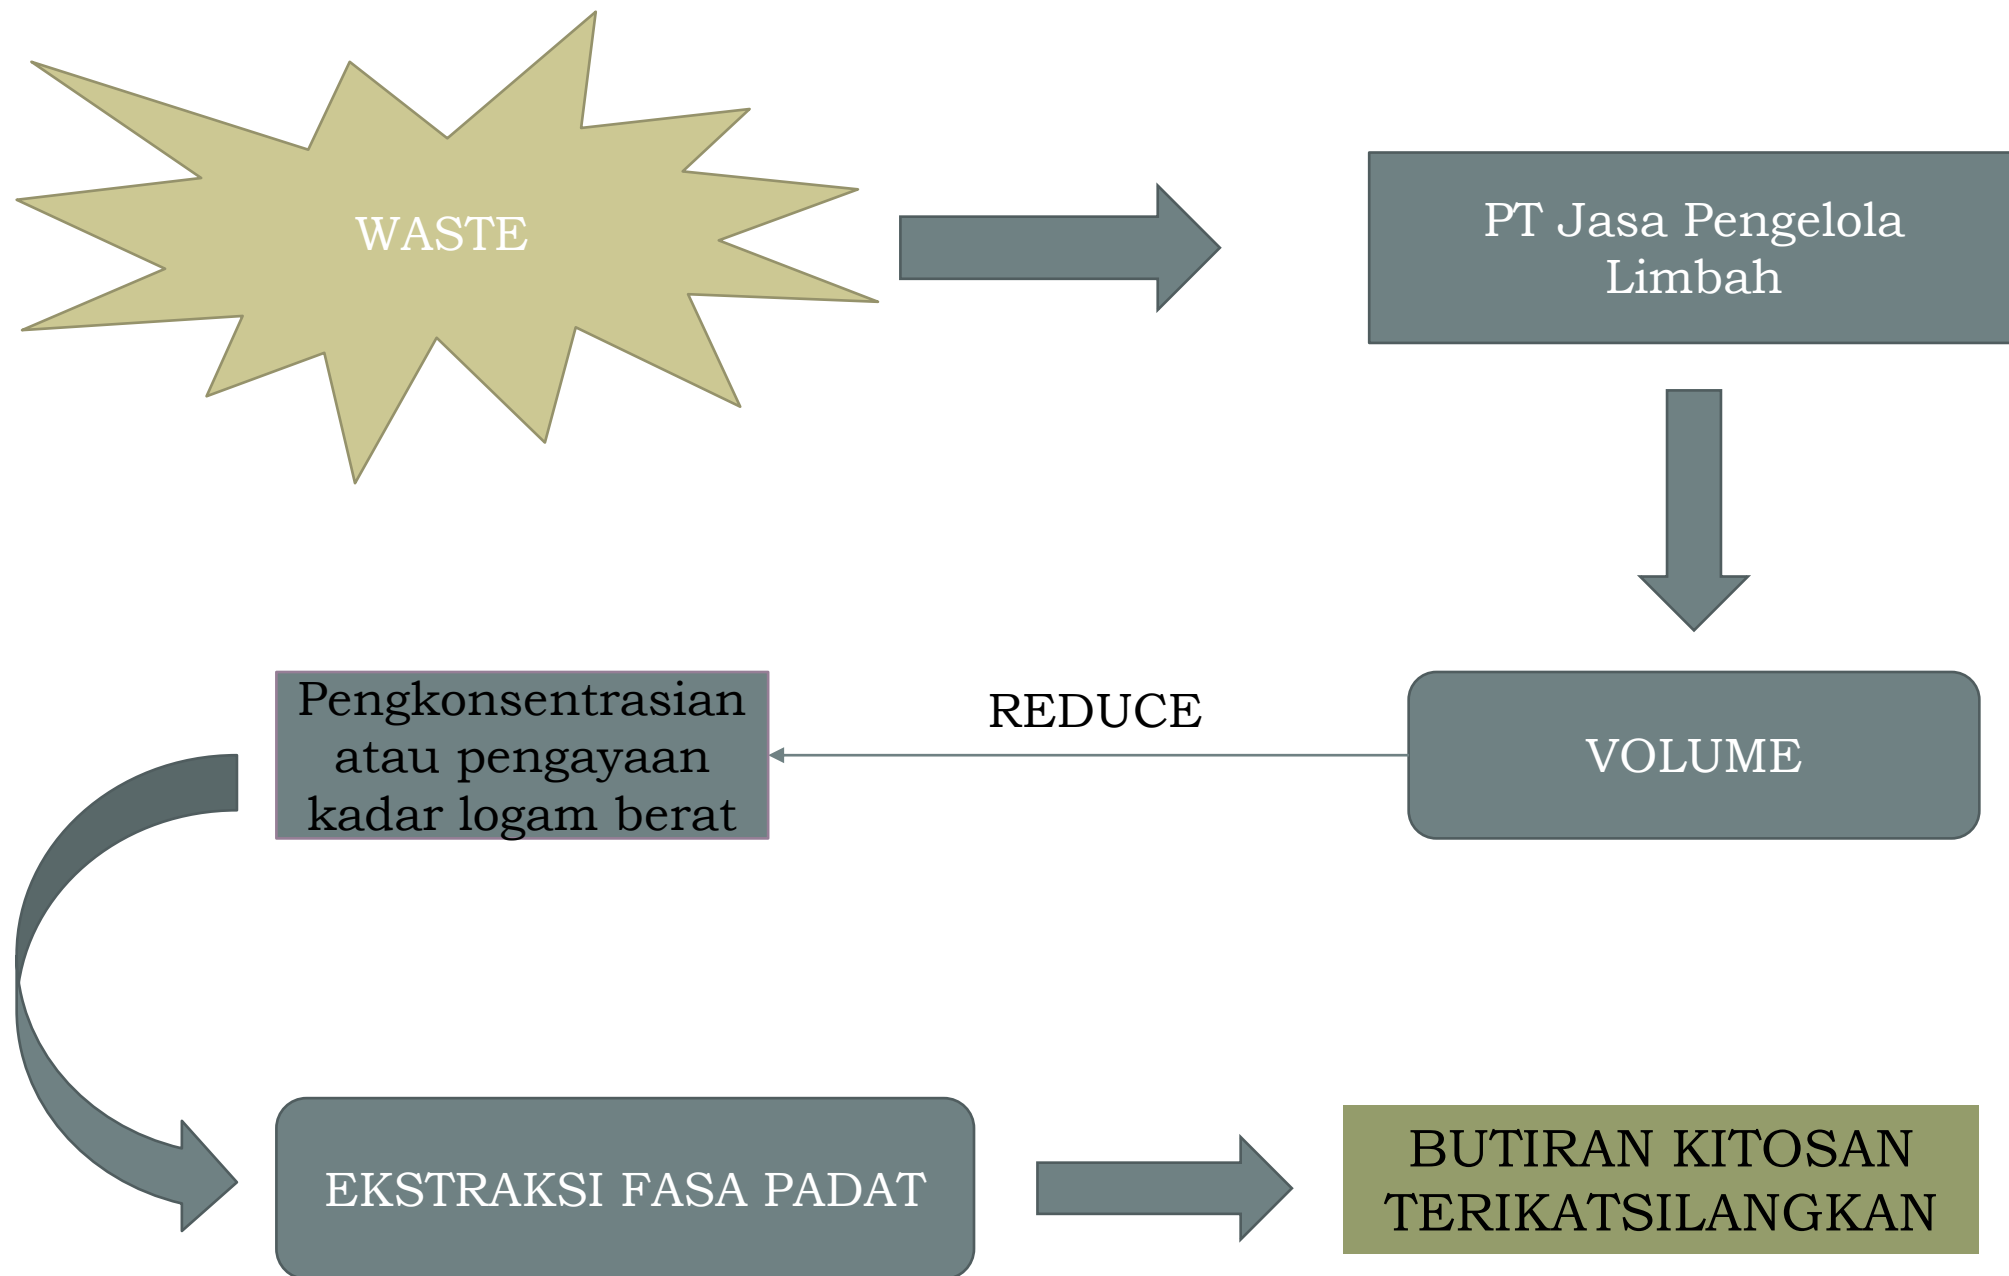 WASTE
PT Jasa Pengelola
Limbah
Pengkonsentrasian
atau pengayaan
kadar logam berat
REDUCE
VOLUME
EKSTRAKSI FASA PADAT
BUTIRAN KITOSAN
TERIKATSILANGKAN